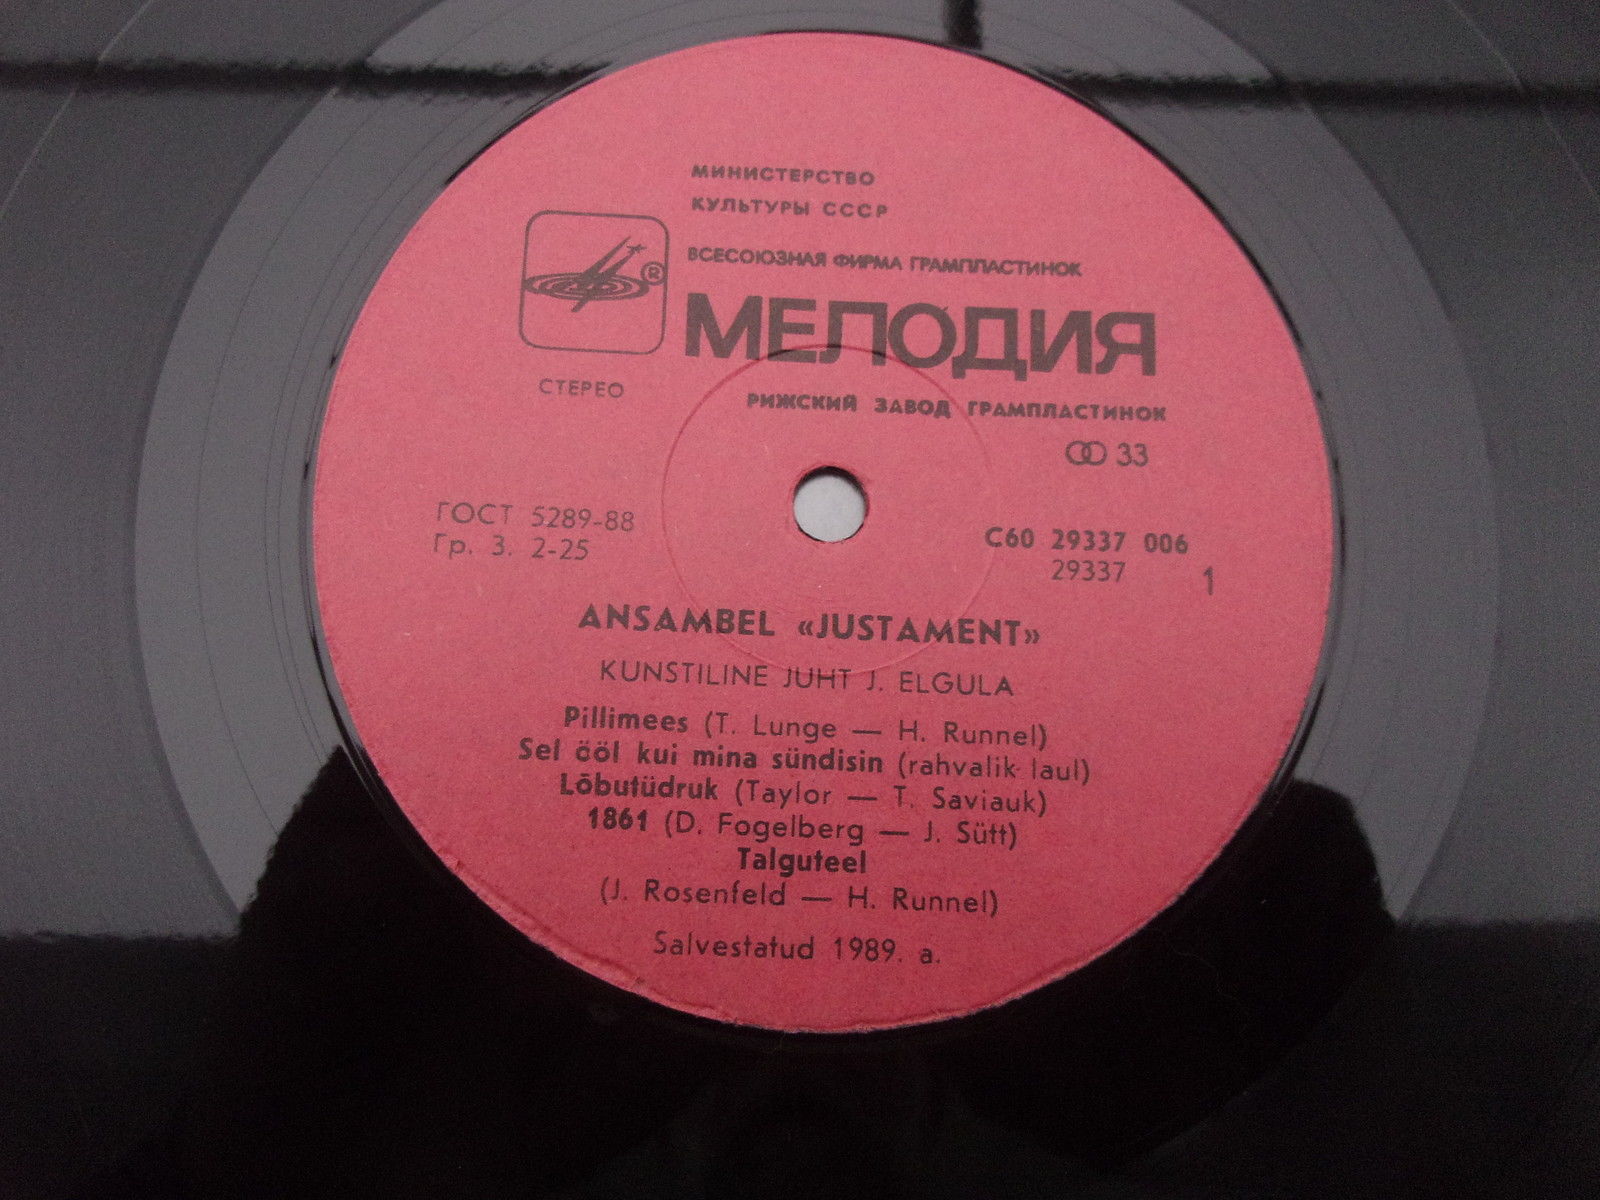 МИНИСТЕРСТВО
КУЛЬТУРЫ СССР
ВСЕСОЮЗНАЯ ФИРМА ГРАМПЛАСТИНОК
®
МЕЛОДИЯ
СТЕРЕО
РИЖСКИЙ ЗАВОД ГРАМПЛАСТИНОК
33
ГОСТ 5289-88
Гр. 3. 2-25
С60 29337 006
29337
1
ANSAMBEL «JUSTAMENT»
KUNSTILINE JUHT J. ELGULA
Pillimees (T. Lunge — H. Runnel)
Sel ööl kui mina sündisin (rahvalik laul)
Lõbutüdruk (Taylor — T. Saviauk)
1861 (D. Fogelberg — J. Sütt)
Talguteel
(J. Rosenfeld — H. Runnel)
Salvestatud 1989. a.